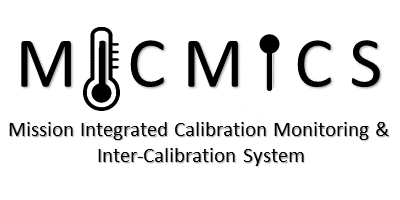 MICMICS
Mission Integrated Calibration Monitoring &
Inter-Calibration System